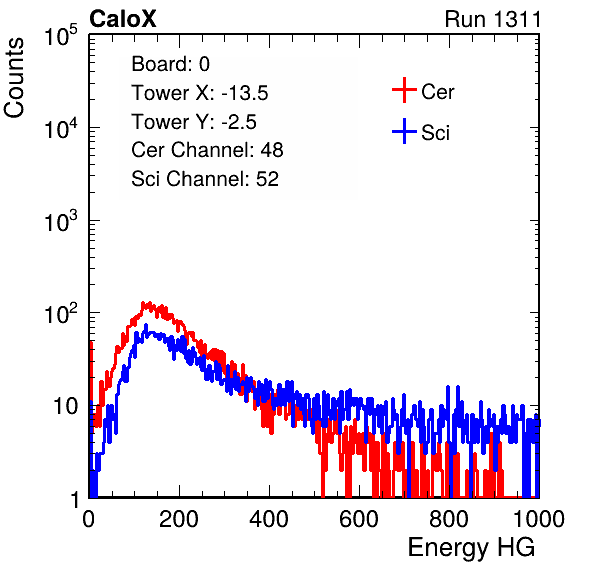 CaloX Run 1311
Counts
Board: 0
Tower X: -13.5
Tower Y: -2.5
Cer Channel: 48
Sci Channel: 52
Cer
Sci
10^5
10^4
10^3
10^2
10
1
0 200 400 600 800 1000
Energy HG